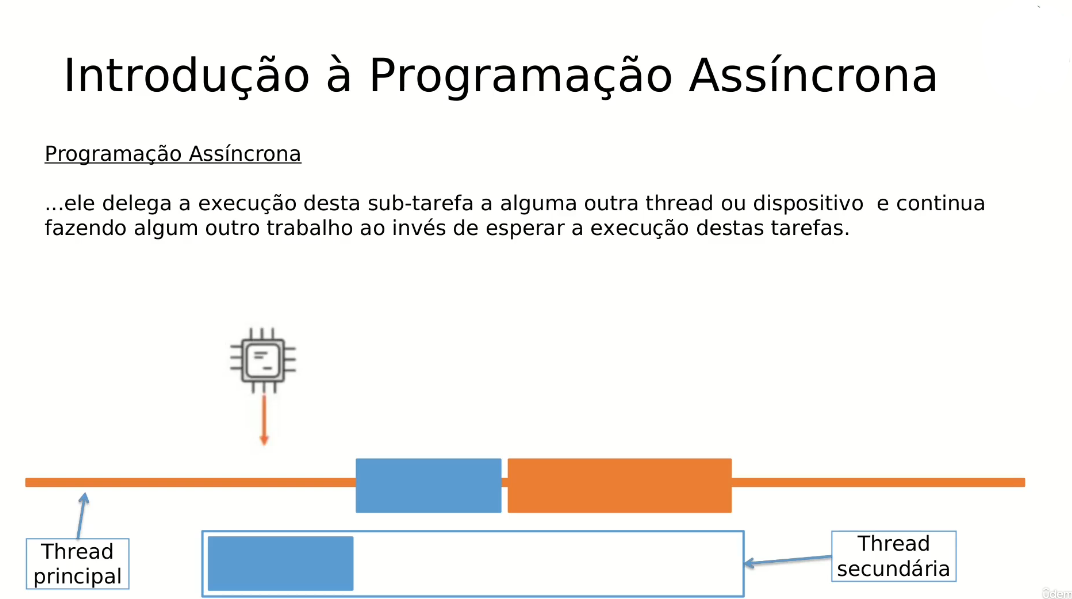 Introdução à Programação Assíncrona
Programação Assíncrona
...ele delega a execução desta sub-tarefa a alguma outra thread ou dispositivo  e continua
fazendo algum outro trabalho ao invés de esperar a execução destas tarefas.
Thread
principal
Thread
secundária